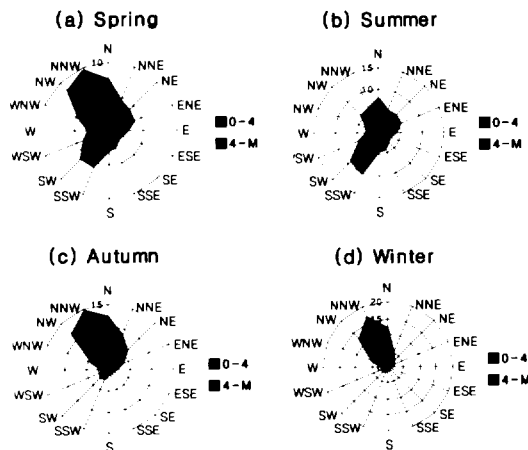 (a) Spring
N
10
NNW
NNE
NW
NE
WNW
ENE
W
E
WSW
ESE
SW
SE
SSW
SSE
S
0-4
4-M
(b) Summer
N
15
10
NNW
NNE
NW
NE
WNW
ENE
W
E
WSW
ESE
SW
SE
SSW
SSE
S
0-4
4-M
(c) Autumn
N
15
NNW
NNE
NW
NE
WNW
ENE
W
E
WSW
ESE
SW
SE
SSW
SSE
S
0-4
4-M
(d) Winter
N
20
15
NNW
NNE
NW
NE
WNW
ENE
W
E
WSW
ESE
SW
SE
SSW
SSE
S
0-4
4-M